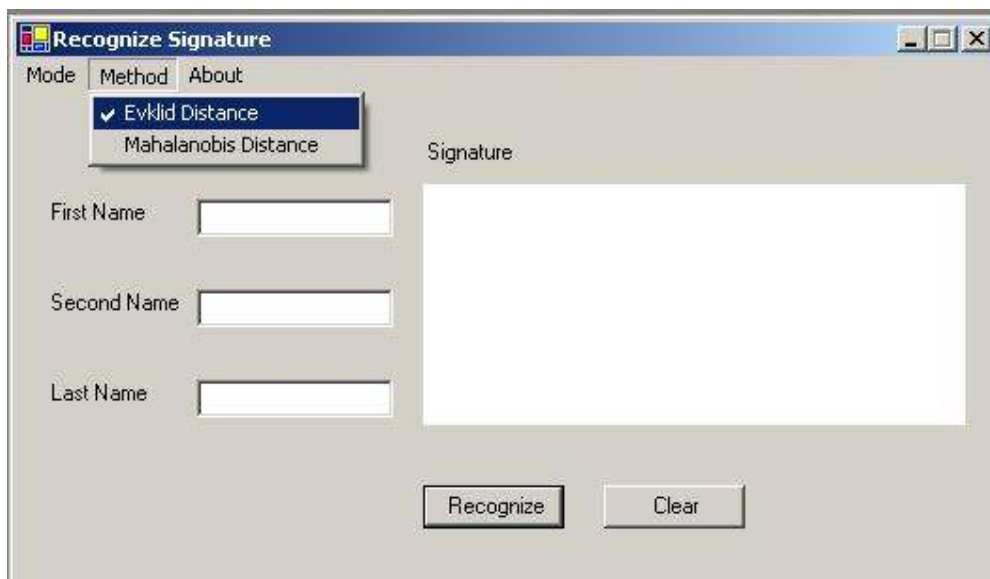 Recognize Signature
Mode Method About
Evklid Distance
Mahalanobis Distance
Signature
First Name
Second Name
Last Name
Recognize Clear